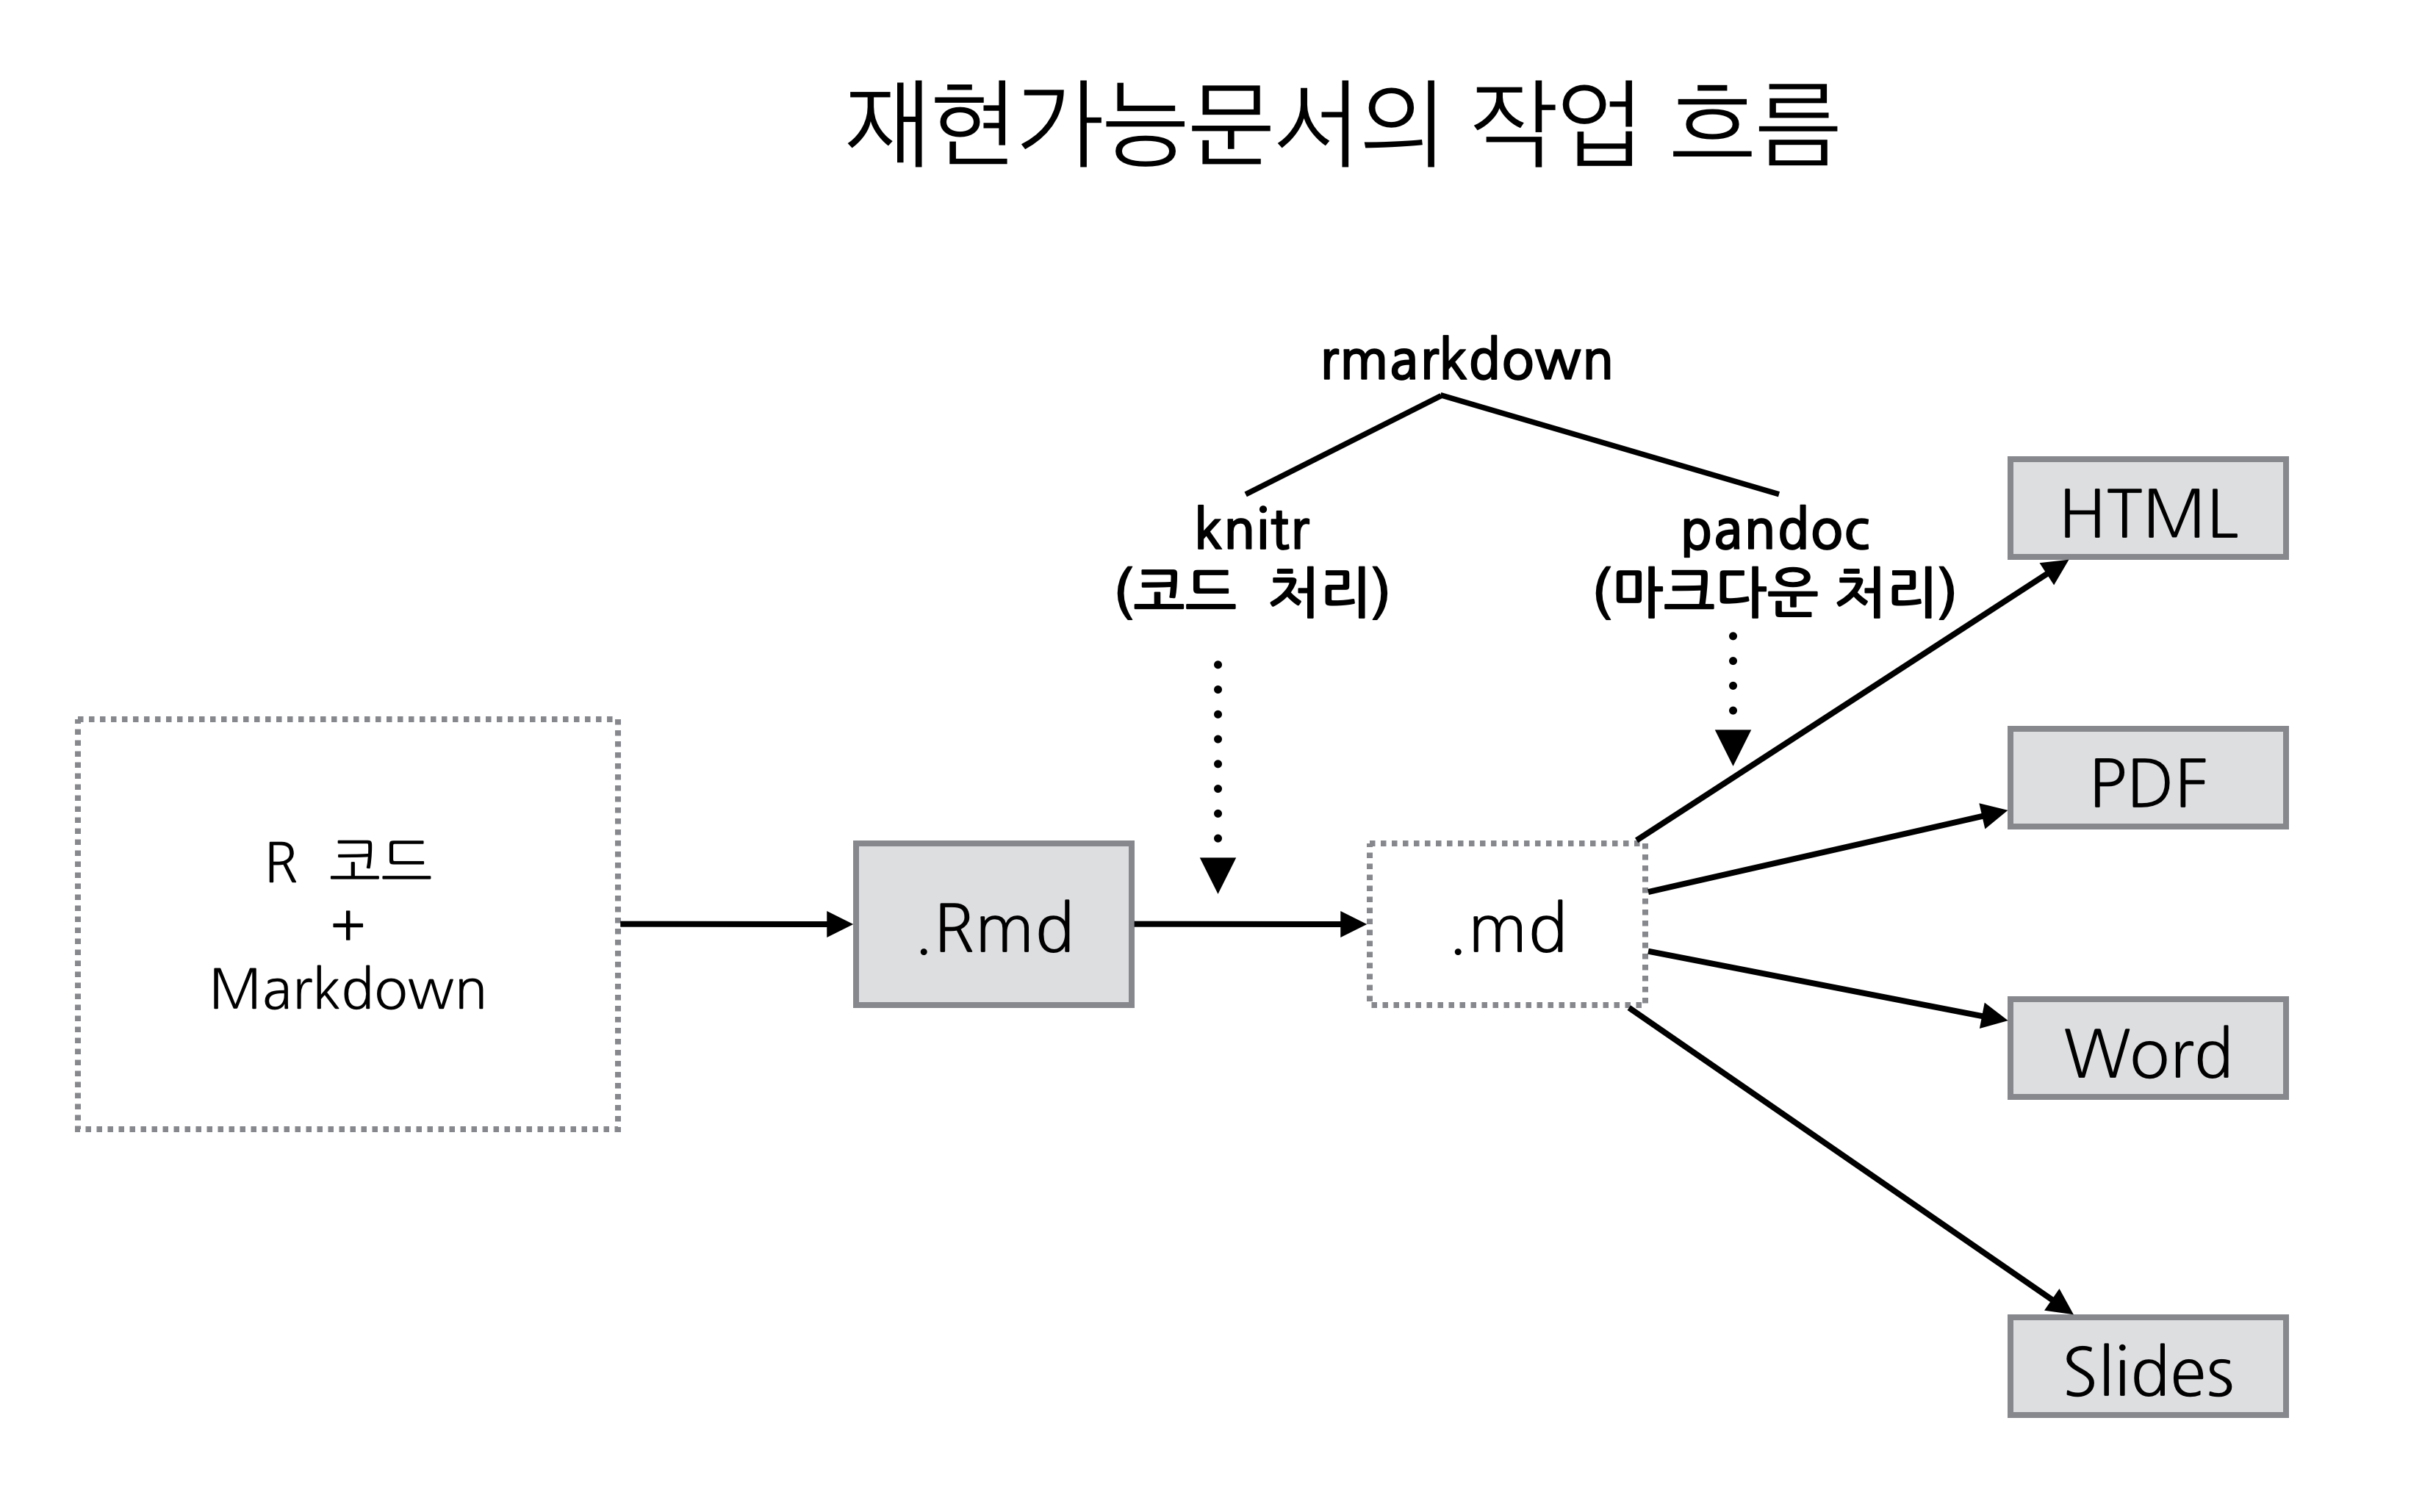 재현가능문서의 작업 흐름
rmarkdown
knitr
(코드 처리)
pandoc
(마크다운 처리)
R 코드
+
Markdown
.Rmd
.md
HTML
PDF
Word
Slides